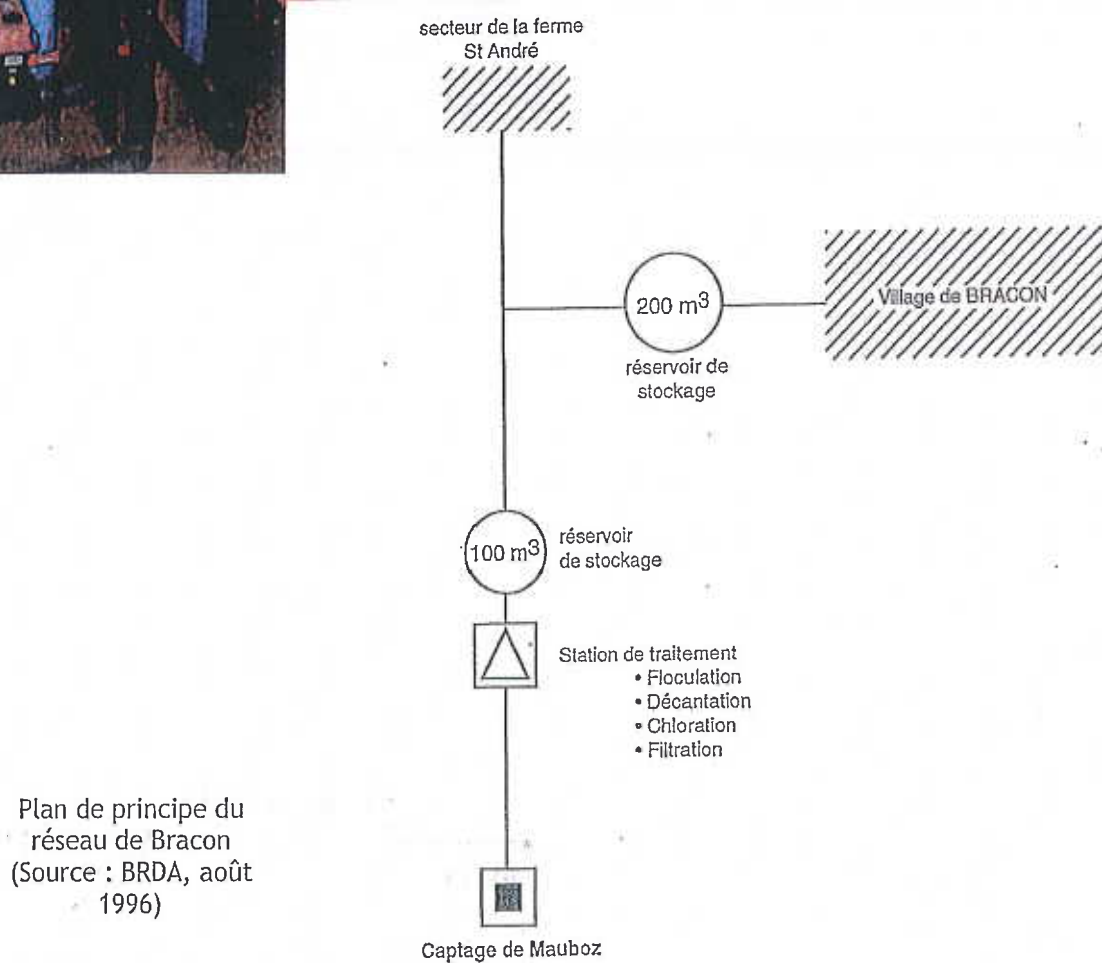 secteur de la ferme
St André
Village de BRACON
200 m³
réservoir de
stockage
100 m³
réservoir
de stockage
Station de traitement
• Floculation
• Décantation
• Chloration
• Filtration
Plan de principe du
réseau de Bracon
(Source : BRDA, août
1996)
Captage de Mauboz